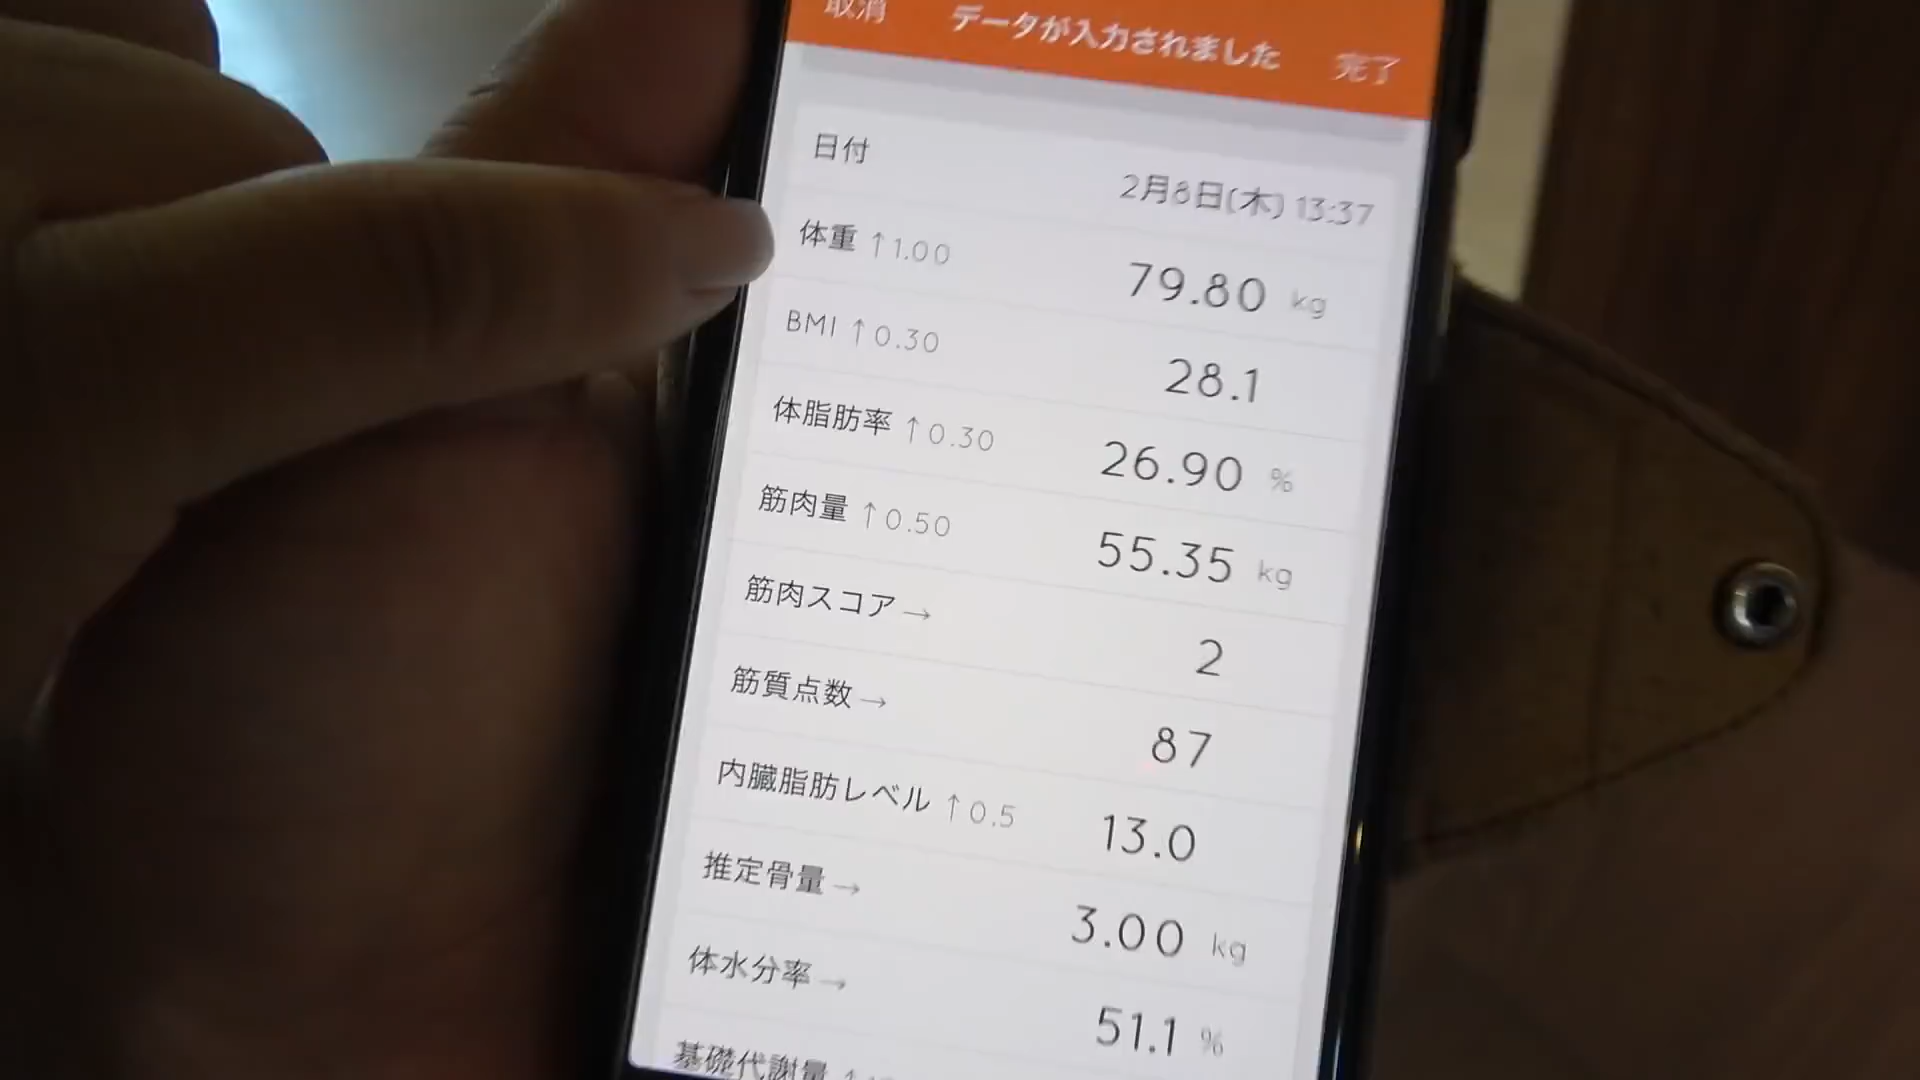 取消 データが入力されました 完了
日付 2月8日(木) 13:37
体重 ↑1.00 79.80 kg
BMI ↑0.30 28.1
体脂肪率 ↑0.30 26.90 %
筋肉量 ↑0.50 55.35 kg
筋肉スコア→ 2
筋質点数→ 87
内臓脂肪レベル ↑0.5 13.0
推定骨量→ 3.00 kg
体水分率→ 51.1 %
基礎代謝量